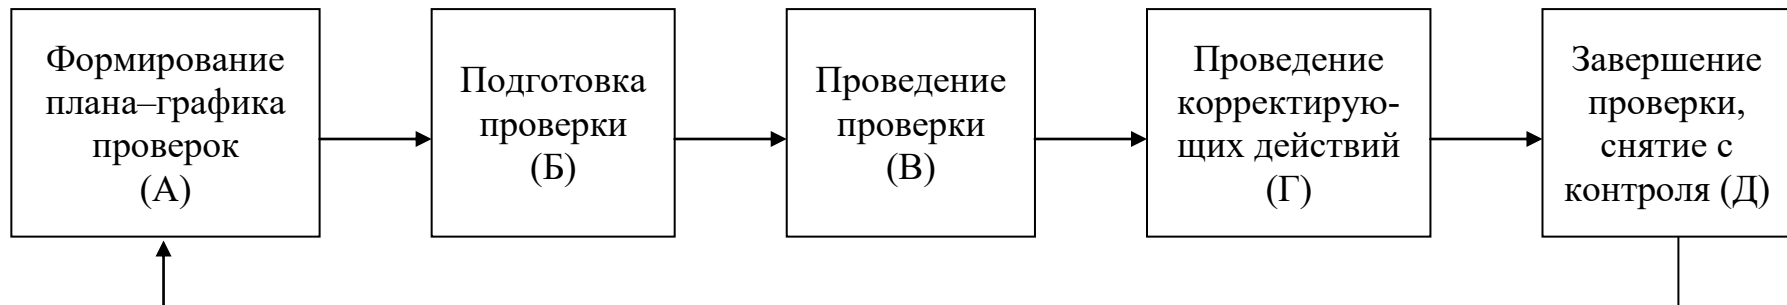 Формирование
плана–графика
проверок
(А)
Подготовка
проверки
(Б)
Проведение
проверки
(В)
Проведение
корректирую-
щих действий
(Г)
Завершение
проверки,
снятие с
контроля (Д)